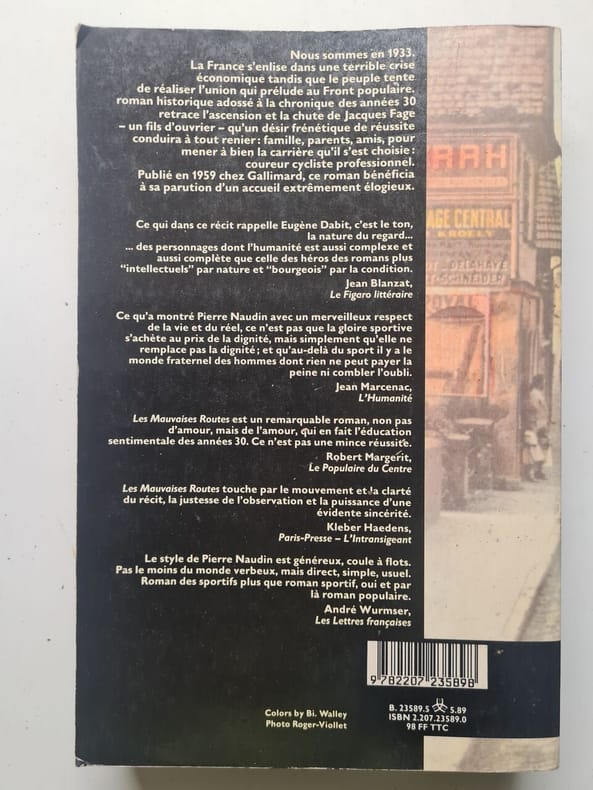 Nous sommes en 1933.
La France s'enlise dans une terrible crise
économique tandis que le peuple tente
de réaliser l'union qui prélude au Front populaire.
roman historique adossé à la chronique des années 30
retrace l'ascension et la chute de Jacques Fage
– un fils d'ouvrier – qu'un désir frénétique de réussite
conduira à tout renier : famille, parents, amis, pour
mener à bien la carrière qu'il s'est choisie :
coureur cycliste professionnel.
Publié en 1959 chez Gallimard, ce roman bénéficia
à sa parution d'un accueil extrêmement élogieux.
Ce qui dans ce récit rappelle Eugène Dabit, c'est le ton,
la nature du regard...
... des personnages dont l'humanité est aussi complexe et
aussi complète que celle des héros des romans plus
"intellectuels" par nature et "bourgeois" par la condition.
Jean Blanzat,
Le Figaro littéraire
Ce qu'a montré Pierre Naudin avec un merveilleux respect
de la vie et du réel, ce n'est pas que la gloire sportive
s'achète au prix de la dignité, mais simplement qu'elle ne
remplace pas la dignité ; et qu'au-delà du sport il y a le
monde fraternel des hommes dont rien ne peut payer la
peine ni combler l'oubli.
Jean Marcenac,
L'Humanité
Les Mauvaises Routes est un remarquable roman, non pas
d'amour, mais de l'amour, qui en fait l'éducation
sentimentale des années 30. Ce n'est pas une mince réussite.
Robert Margerit,
Le Populaire du Centre
Les Mauvaises Routes touche par le mouvement et la clarté
du récit, la justesse de l'observation et la puissance d'une
évidente sincérité.
Kleber Haedens,
Paris-Presse – L'Intransigeant
Le style de Pierre Naudin est généreux, coule à flots.
Pas le moins du monde verbeux, mais direct, simple, usuel.
Roman des sportifs plus que roman sportif, oui et par
là roman populaire.
André Wurmser,
Les Lettres françaises
AGE CENTRAL
KROELY
DELAHAYE
T-SCHNEIDER
ROYAL
9 782207 235898
B. 23589.5 5.89
ISBN 2.207.23589.0
98 FF TTC
Colors by Bi. Walley
Photo Roger-Viollet